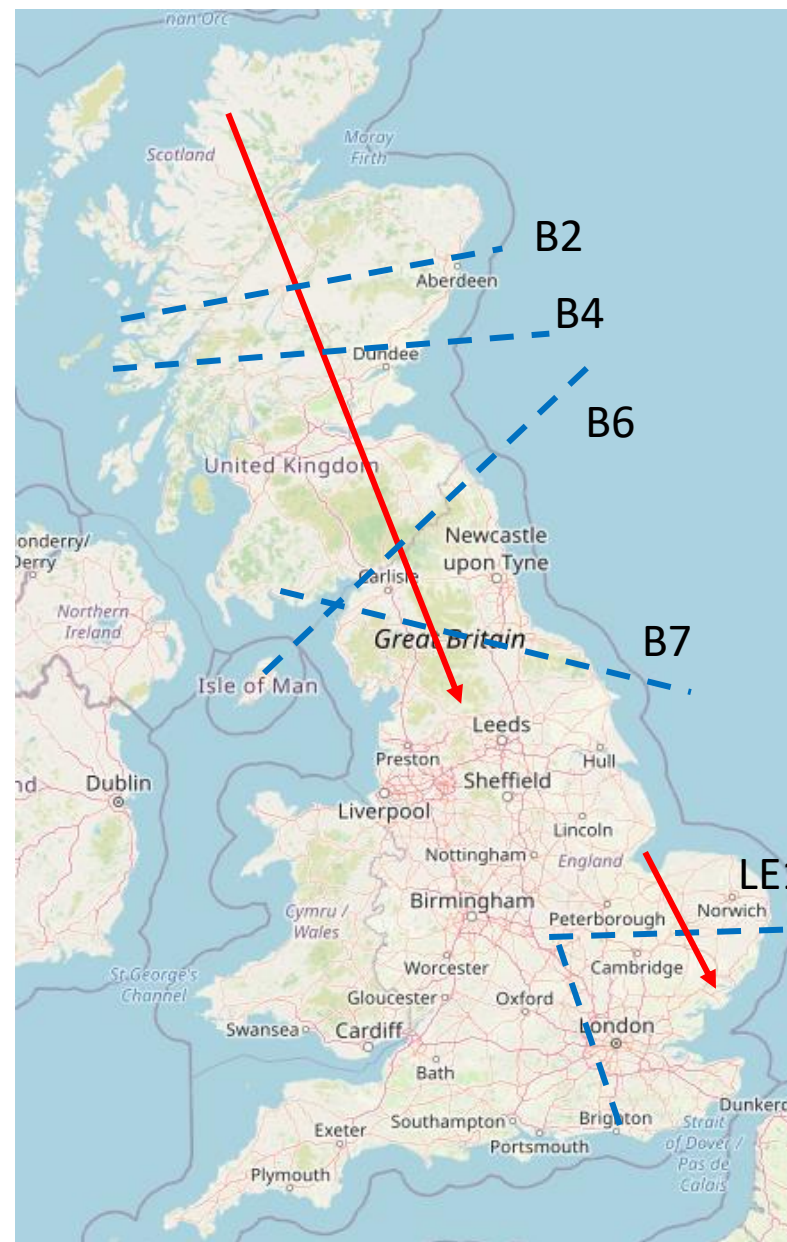 nan Orc
Moray
Firth
Scotland
B2
Aberdeen
B4
Dundee
B6
United Kingdom
onderry/
Derry
Newcastle
upon Tyne
Carlisle
Northern
Ireland
Great Britain
B7
Isle of Man
Leeds
Preston
Hull
nd
Dublin
Sheffield
Liverpool
Lincoln
Nottingham
England
LE1
Birmingham
Norwich
Peterborough
Cymru /
Wales
Worcester
Cambridge
St George's
Channel
Gloucester
Oxford
Swansea
Cardiff
London
Bath
Dunkerq
Southampton
Brighton
Strait
of Dover /
Pas de
Calais
Exeter
Portsmouth
Plymouth